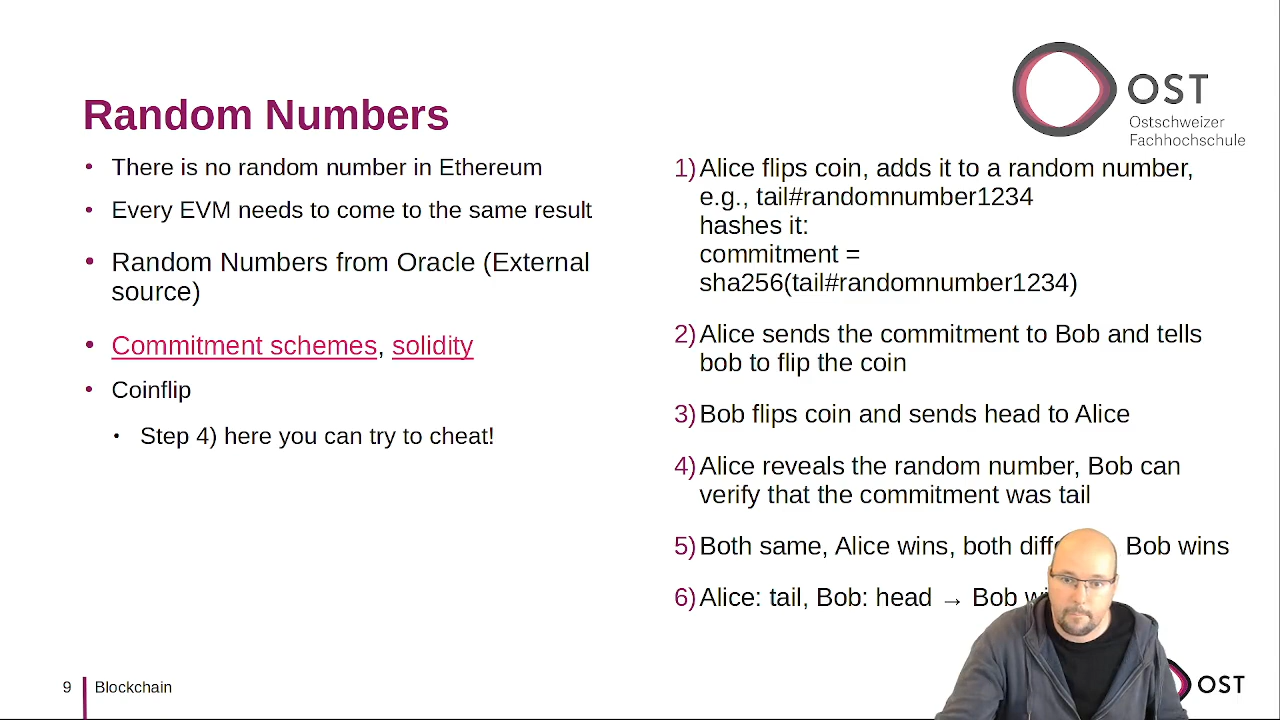 OST
Ostschweizer
Fachhochschule
Random Numbers
• There is no random number in Ethereum
• Every EVM needs to come to the same result
• Random Numbers from Oracle (External
source)
• Commitment schemes, solidity
• Coinflip
• Step 4) here you can try to cheat!
1) Alice flips coin, adds it to a random number,
e.g., tail#randomnumber1234
hashes it:
commitment =
sha256(tail#randomnumber1234)
2) Alice sends the commitment to Bob and tells
bob to flip the coin
3) Bob flips coin and sends head to Alice
4) Alice reveals the random number, Bob can
verify that the commitment was tail
5) Both same, Alice wins, both Bob wins
6) Alice: tail, Bob: head → Bob
9 Blockchain
OST